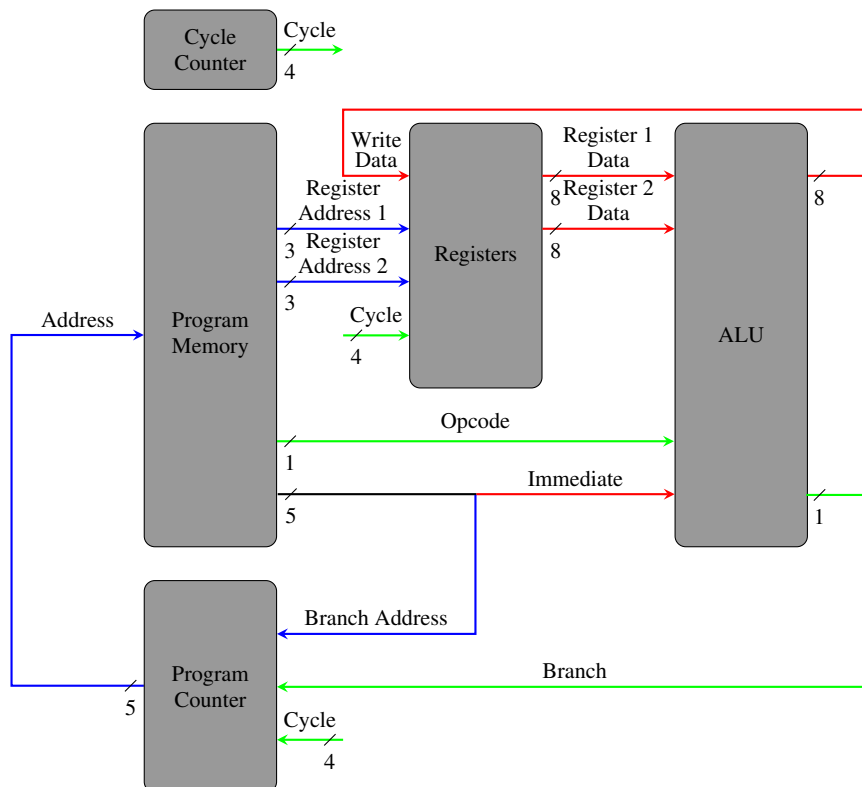 Cycle
Counter
Cycle
4
Write
Data
Register 1
Data
8
Register 2
Data
8
8
Register
Address 1
3
Register
Address 2
3
Registers
Cycle
4
Address
Program
Memory
ALU
Opcode
1
Immediate
5
1
Branch Address
Program
Counter
Branch
5
Cycle
4